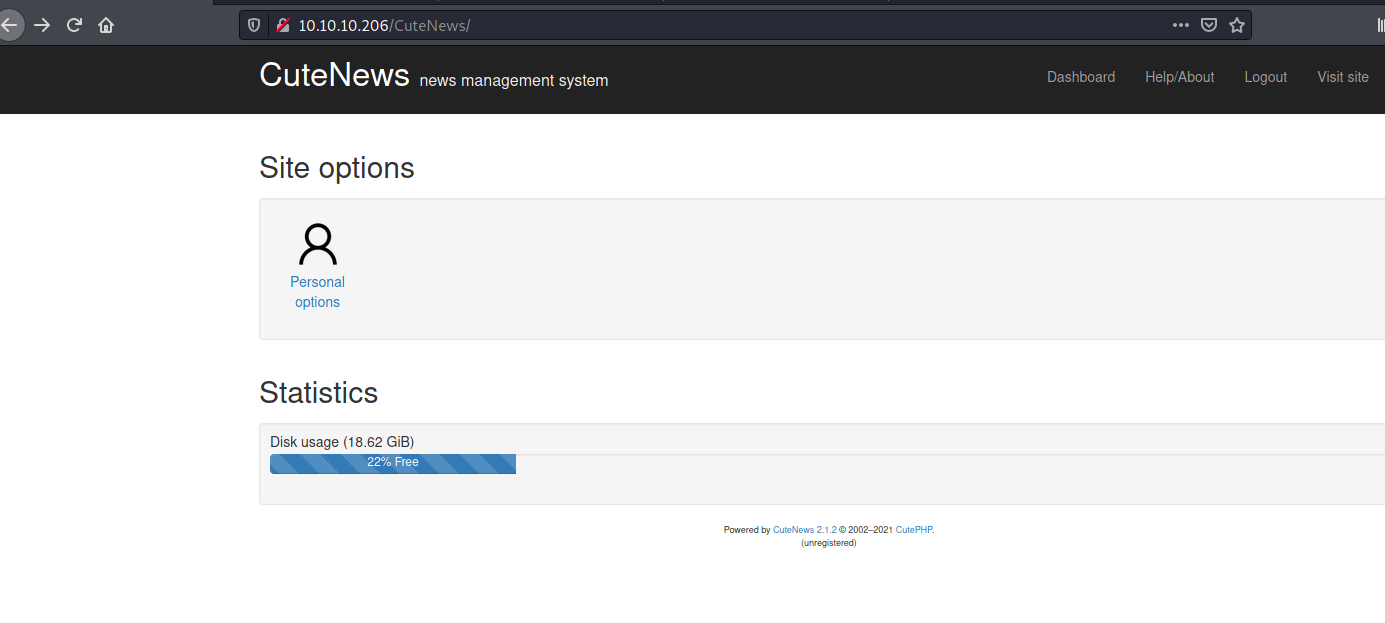 10.10.10.206/CuteNews/
CuteNews news management system
Dashboard Help/About Logout Visit site
Site options
Personal
options
Statistics
Disk usage (18.62 GiB)
22% Free
Powered by CuteNews 2.1.2 © 2002–2021 CutePHP.
(unregistered)